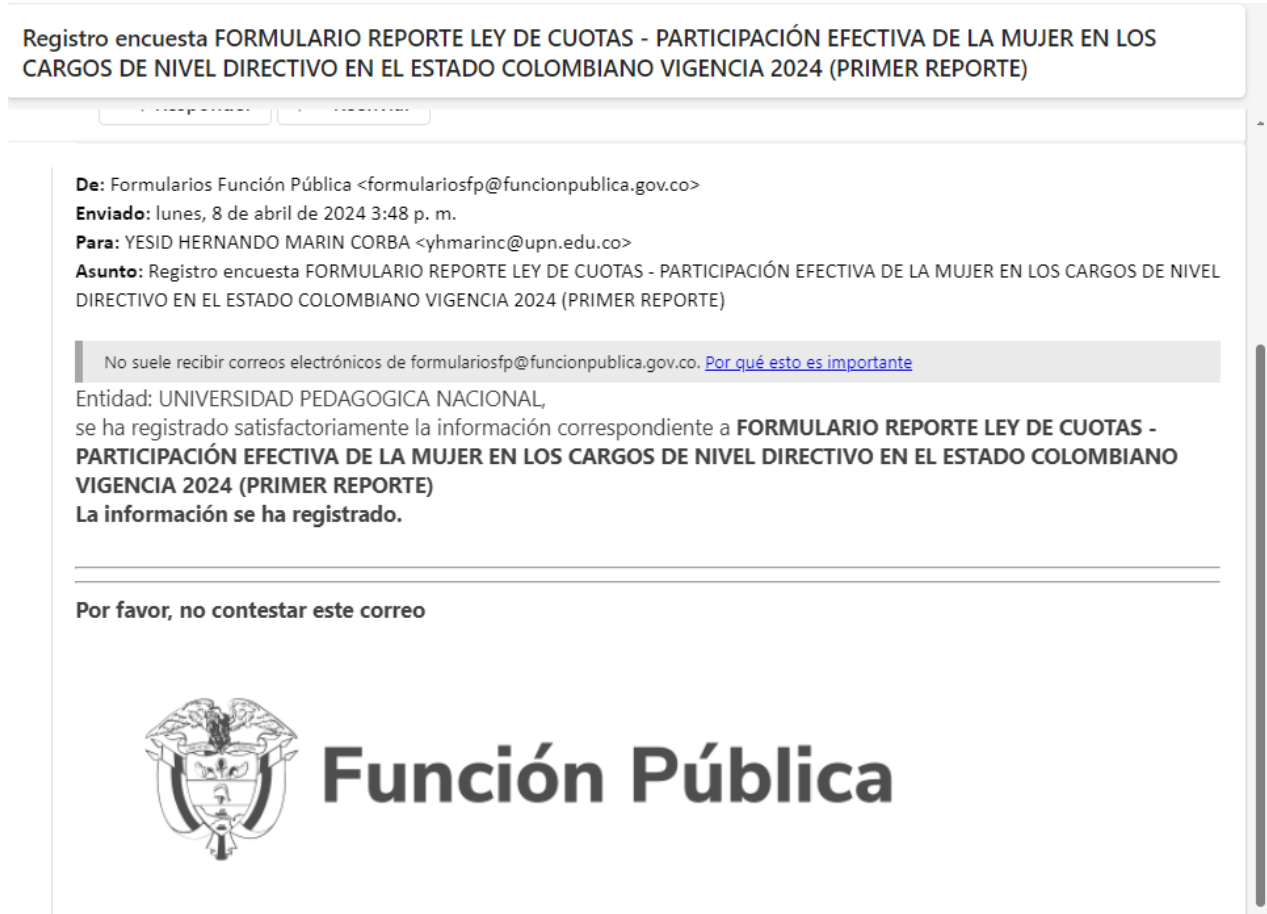 Registro encuesta FORMULARIO REPORTE LEY DE CUOTAS - PARTICIPACIÓN EFECTIVA DE LA MUJER EN LOS
CARGOS DE NIVEL DIRECTIVO EN EL ESTADO COLOMBIANO VIGENCIA 2024 (PRIMER REPORTE)
De: Formularios Función Pública <formulariosfp@funcionpublica.gov.co>
Enviado: lunes, 8 de abril de 2024 3:48 p. m.
Para: YESID HERNANDO MARIN CORBA <yhmarinc@upn.edu.co>
Asunto: Registro encuesta FORMULARIO REPORTE LEY DE CUOTAS - PARTICIPACIÓN EFECTIVA DE LA MUJER EN LOS CARGOS DE NIVEL
DIRECTIVO EN EL ESTADO COLOMBIANO VIGENCIA 2024 (PRIMER REPORTE)
No suele recibir correos electrónicos de formulariosfp@funcionpublica.gov.co. Por qué esto es importante
Entidad: UNIVERSIDAD PEDAGOGICA NACIONAL,
se ha registrado satisfactoriamente la información correspondiente a FORMULARIO REPORTE LEY DE CUOTAS -
PARTICIPACIÓN EFECTIVA DE LA MUJER EN LOS CARGOS DE NIVEL DIRECTIVO EN EL ESTADO COLOMBIANO
VIGENCIA 2024 (PRIMER REPORTE)
La información se ha registrado.
Por favor, no contestar este correo
Función Pública